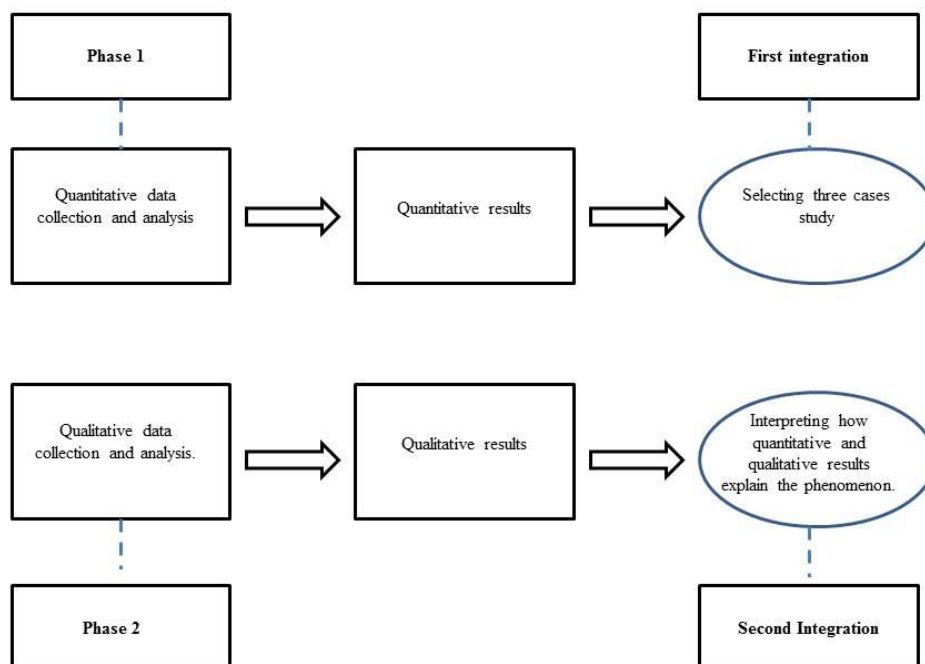 Phase 1
First integration
Quantitative data
collection and analysis
Quantitative results
Selecting three cases
study
Qualitative data
collection and analysis.
Qualitative results
Interpreting how
quantitative and
qualitative results
explain the phenomenon.
Phase 2
Second Integration